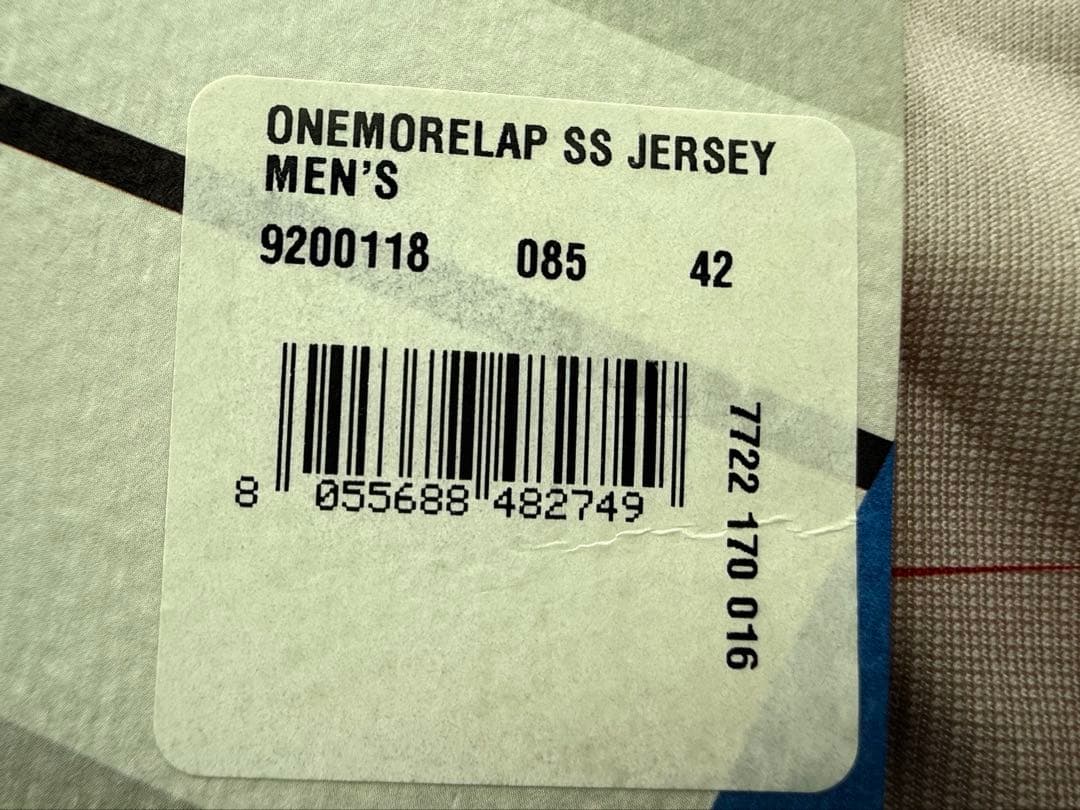 ONEMORELAP SS JERSEY
MEN'S
9200118 085 42
8 055688 482749
7722 170 016